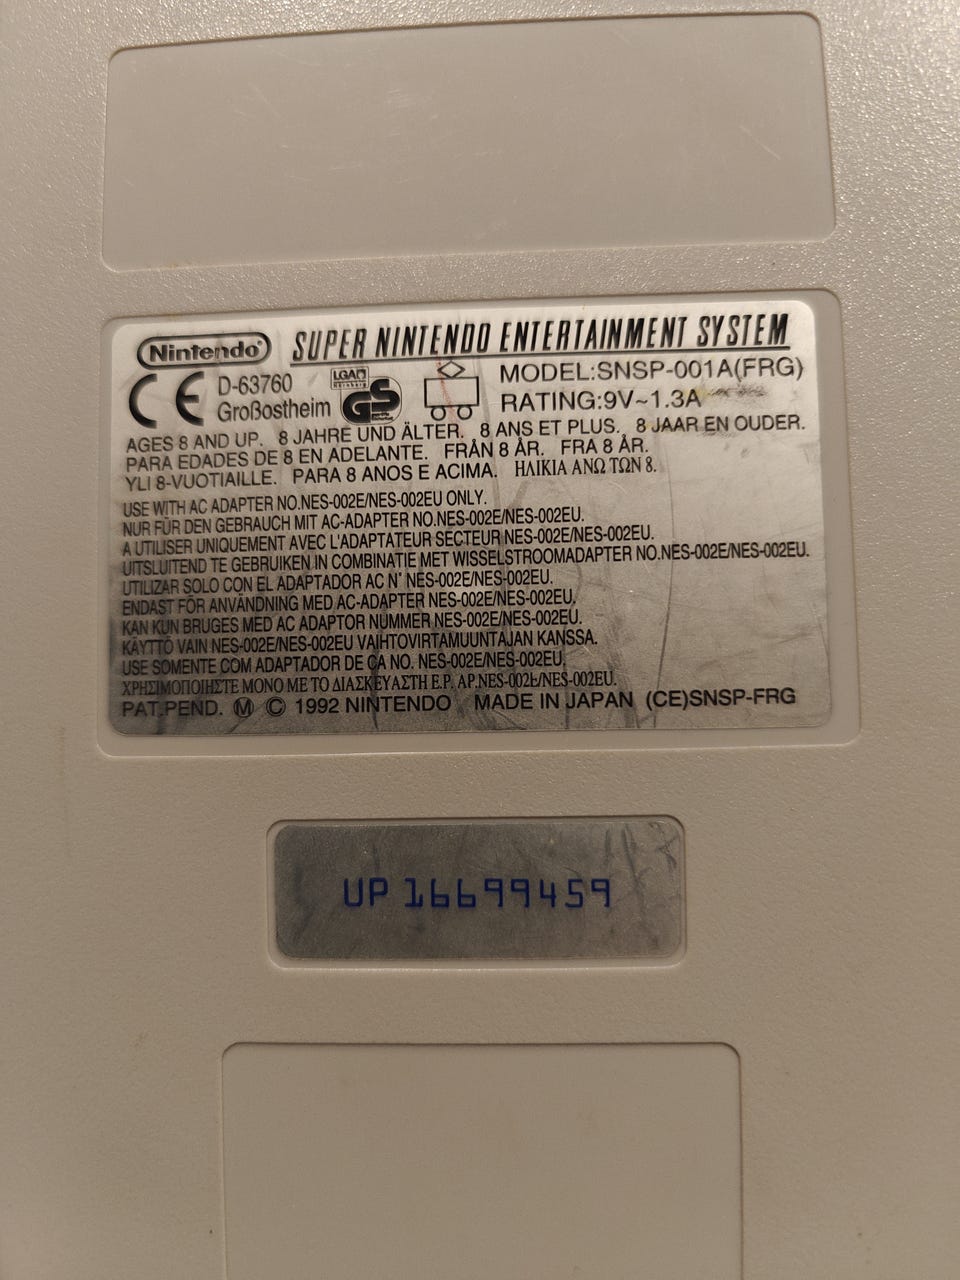 Nintendo SUPER NINTENDO ENTERTAINMENT SYSTEM
CE D-63760 LGA Nürnberg GS MODEL:SNSP-001A(FRG)
Großostheim RATING:9V~1.3A
AGES 8 AND UP. 8 JAHRE UND ÄLTER. 8 ANS ET PLUS. 8 JAAR EN OUDER.
PARA EDADES DE 8 EN ADELANTE. FRÅN 8 ÅR. FRA 8 ÅR.
YLI 8-VUOTIAILLE. PARA 8 ANOS E ACIMA. ΗΛΙΚΙΑ ΑΝΩ ΤΩΝ 8.
USE WITH AC ADAPTER NO.NES-002E/NES-002EU ONLY.
NUR FÜR DEN GEBRAUCH MIT AC-ADAPTER NO.NES-002E/NES-002EU.
A UTILISER UNIQUEMENT AVEC L'ADAPTATEUR SECTEUR NES-002E/NES-002EU.
UITSLUITEND TE GEBRUIKEN IN COMBINATIE MET WISSELSTROOMADAPTER NO.NES-002E/NES-002EU.
UTILIZAR SOLO CON EL ADAPTADOR AC N° NES-002E/NES-002EU.
ENDAST FÖR ANVÄNDNING MED AC-ADAPTER NES-002E/NES-002EU.
KAN KUN BRUGES MED AC ADAPTOR NUMMER NES-002E/NES-002EU.
KÄYTTÖ VAIN NES-002E/NES-002EU VAIHTOVIRTAMUUNTAJAN KANSSA.
USE SOMENTE COM ADAPTADOR DE CA NO. NES-002E/NES-002EU.
ΧΡΗΣΙΜΟΠΟΙΗΣΤΕ ΜΟΝΟ ΜΕ ΤΟ ΔΙΑΣΚΕΥΑΣΤΗ Ε.Ρ. ΑΡ.NES-002E/NES-002EU.
PAT.PEND. Ⓜ © 1992 NINTENDO MADE IN JAPAN (CE)SNSP-FRG
UP 16699459